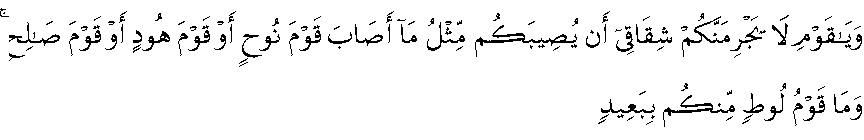 وَيَـٰقَوْمِ لَا يَجْرِمَنَّكُمْ شِقَاقِىٓ أَن يُصِيبَكُم مِّثْلُ مَآ أَصَابَ قَوْمَ نُوحٍ أَوْ قَوْمَ هُودٍ أَوْ قَوْمَ صَـٰلِحٍ ۚ
وَمَا قَوْمُ لُوطٍ مِّنكُم بِبَعِيدٍ